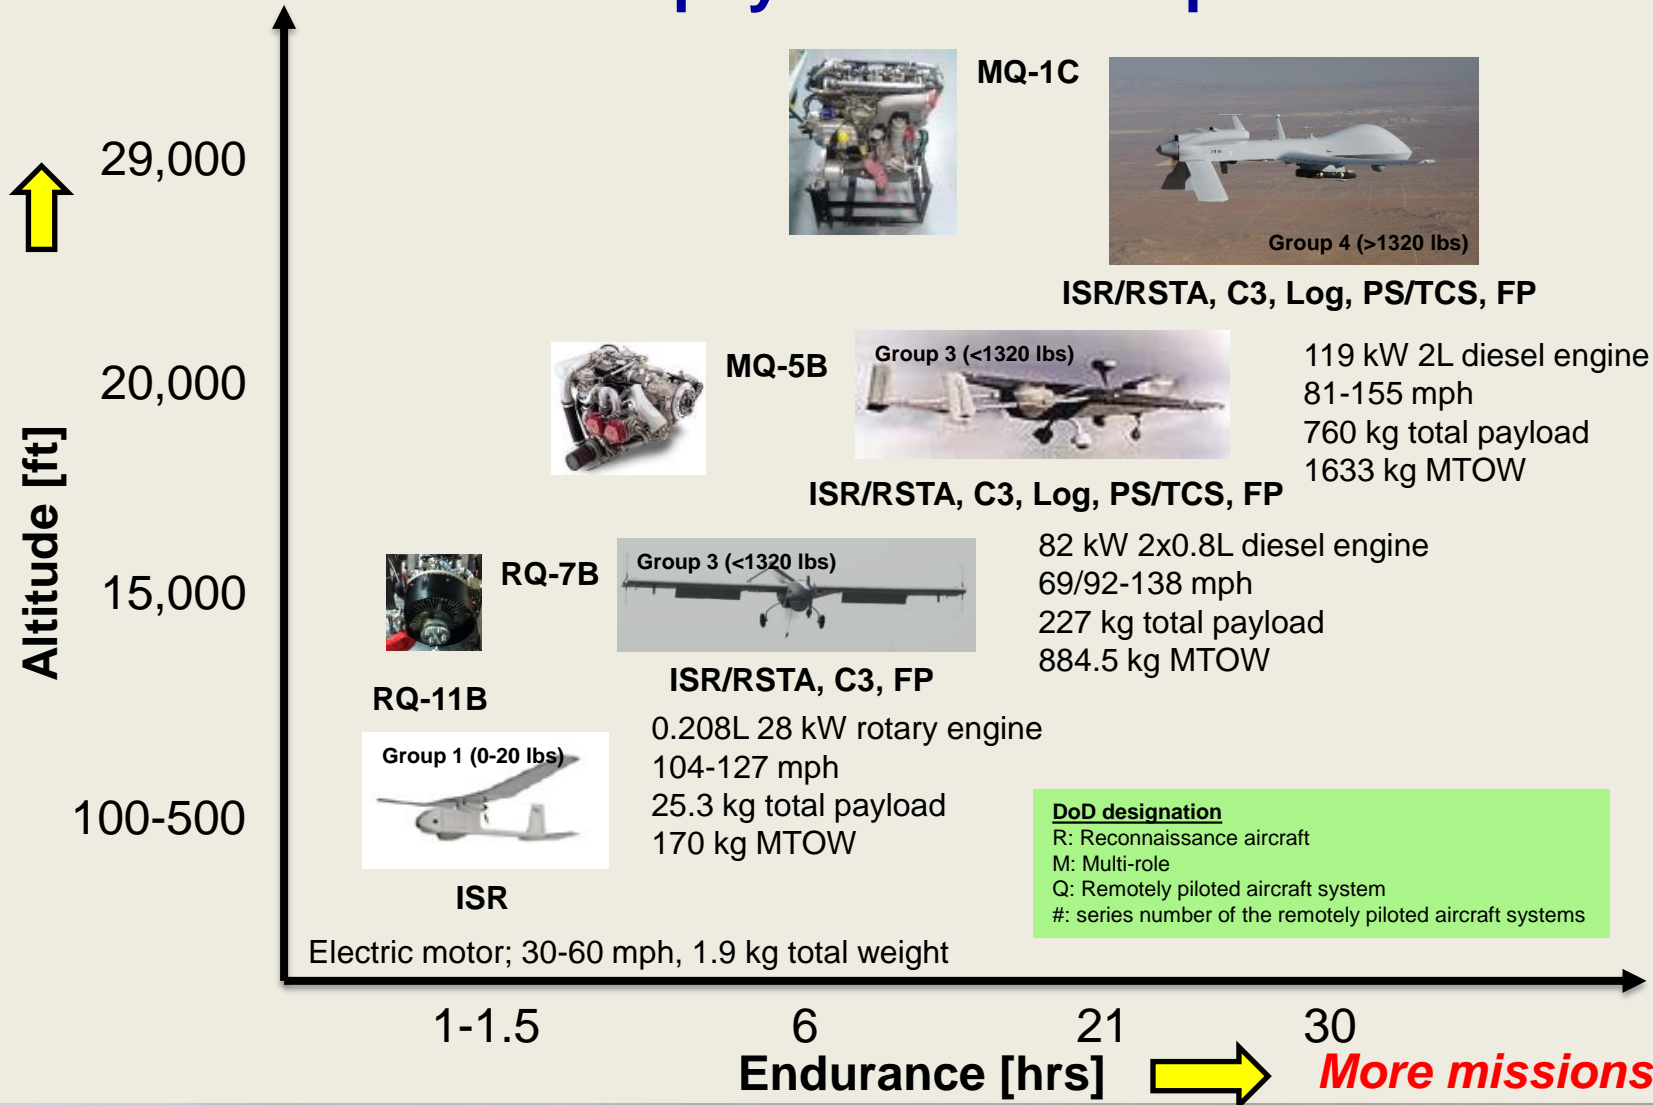 MQ-1C
29,000
Group 4 (>1320 lbs)
ISR/RSTA, C3, Log, PS/TCS, FP
119 kW 2L diesel engine
81-155 mph
760 kg total payload
1633 kg MTOW
MQ-5B
Group 3 (<1320 lbs)
20,000
ISR/RSTA, C3, Log, PS/TCS, FP
82 kW 2x0.8L diesel engine
69/92-138 mph
227 kg total payload
884.5 kg MTOW
Altitude [ft]
RQ-7B
Group 3 (<1320 lbs)
15,000
ISR/RSTA, C3, FP
0.208L 28 kW rotary engine
104-127 mph
25.3 kg total payload
170 kg MTOW
RQ-11B
Group 1 (0-20 lbs)
100-500
ISR
Electric motor; 30-60 mph, 1.9 kg total weight
DoD designation
R: Reconnaissance aircraft
M: Multi-role
Q: Remotely piloted aircraft system
#: series number of the remotely piloted aircraft systems
1-1.5 6 21 30
Endurance [hrs]
More missions